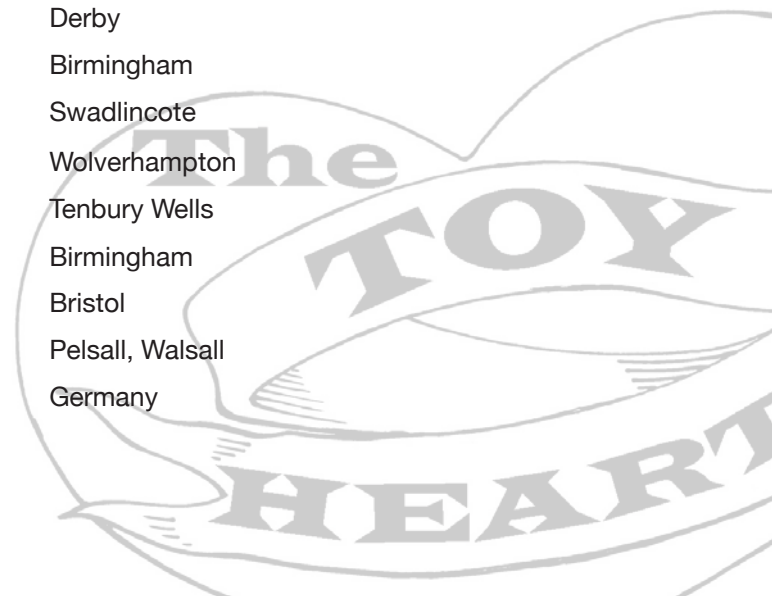 Derby
Birmingham
Swadlincote
Wolverhampton
Tenbury Wells
Birmingham
Bristol
Pelsall, Walsall
Germany
The
TOY
HEART